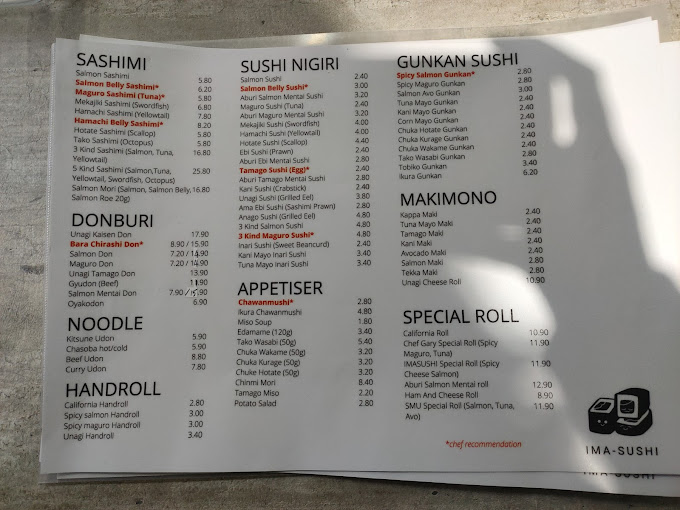 SASHIMI
Salmon Sashimi 5.80
Salmon Belly Sashimi* 6.20
Maguro Sashimi (Tuna)* 5.80
Mekajiki Sashimi (Swordfish) 6.80
Hamachi Sashimi (Yellowtail) 7.80
Hamachi Belly Sashimi* 8.20
Hotate Sashimi (Scallop) 5.80
Tako Sashimi (Octopus) 5.80
3 Kind Sashimi (Salmon, Tuna, 16.80
Yellowtail)
5 Kind Sashimi (Salmon,Tuna, 25.80
Yellowtail, Swordfish, Octopus)
Salmon Mori (Salmon, Salmon Belly, 16.80
Salmon Roe 20g)
DONBURI
Unagi Kaisen Don 17.90
Bara Chirashi Don* 8.90 / 15.90
Salmon Don 7.20 / 14.90
Maguro Don 7.20 / 14.90
Unagi Tamago Don 13.90
Gyudon (Beef) 11.90
Salmon Mentai Don 7.90 / 15.90
Oyakodon 6.90
NOODLE
Kitsune Udon 5.90
Chasoba hot/cold 5.90
Beef Udon 8.80
Curry Udon 7.80
HANDROLL
California Handroll 2.80
Spicy salmon Handroll 3.00
Spicy maguro Handroll 3.00
Unagi Handroll 3.40
SUSHI NIGIRI
Salmon Sushi 2.40
Salmon Belly Sushi* 3.00
Aburi Salmon Mentai Sushi 2.80
Maguro Sushi (Tuna) 2.40
Aburi Maguro Mentai Sushi 3.00
Mekajiki Sushi (Swordfish) 4.00
Hamachi Sushi (Yellowtail) 4.00
Hotate Sushi (Scallop) 4.40
Ebi Sushi (Prawn) 2.40
Aburi Ebi Mentai Sushi 2.80
Tamago Sushi (Egg)* 2.40
Aburi Tamago Mentai Sushi 2.40
Kani Sushi (Crabstick) 2.40
Unagi Sushi (Grilled Eel) 3.80
Ama Ebi Sushi (Sashimi Prawn) 2.80
Anago Sushi (Grilled Eel) 4.80
3 Kind Salmon Sushi 4.80
3 Kind Maguro Sushi* 4.80
Inari Sushi (Sweet Beancurd) 2.40
Kani Mayo Inari Sushi 3.40
Tuna Mayo Inari Sushi 3.40
APPETISER
Chawanmushi* 2.80
Ikura Chawanmushi 4.80
Miso Soup 1.80
Edamame (120g) 3.40
Tako Wasabi (50g) 5.40
Chuka Wakame (50g) 3.20
Chuka Kurage (50g) 3.20
Chuke Hotate (50g) 3.20
Chinmi Mori 8.40
Tamago Miso 2.20
Potato Salad 2.80
GUNKAN SUSHI
Spicy Salmon Gunkan* 2.80
Spicy Maguro Gunkan 2.80
Salmon Avo Gunkan 3.00
Tuna Mayo Gunkan 2.40
Kani Mayo Gunkan 2.40
Corn Mayo Gunkan 2.40
Chuka Hotate Gunkan 2.40
Chuka Kurage Gunkan 2.40
Chuka Wakame Gunkan 2.40
Tako Wasabi Gunkan 2.80
Tobiko Gunkan 3.40
Ikura Gunkan 6.20
MAKIMONO
Kappa Maki 2.40
Tuna Mayo Maki 2.40
Tamago Maki 2.40
Kani Maki 2.40
Avocado Maki 2.40
Salmon Maki 2.80
Tekka Maki 2.80
Unagi Cheese Roll 10.90
SPECIAL ROLL
California Roll 10.90
Chef Gary Special Roll (Spicy 11.90
Maguro, Tuna)
IMASUSHI Special Roll (Spicy 11.90
Cheese Salmon)
Aburi Salmon Mentai roll 12.90
Ham And Cheese Roll 8.90
SMU Special Roll (Salmon, Tuna, 11.90
Avo)
*chef recommendation
IMA-SUSHI
IMA-SUSHI